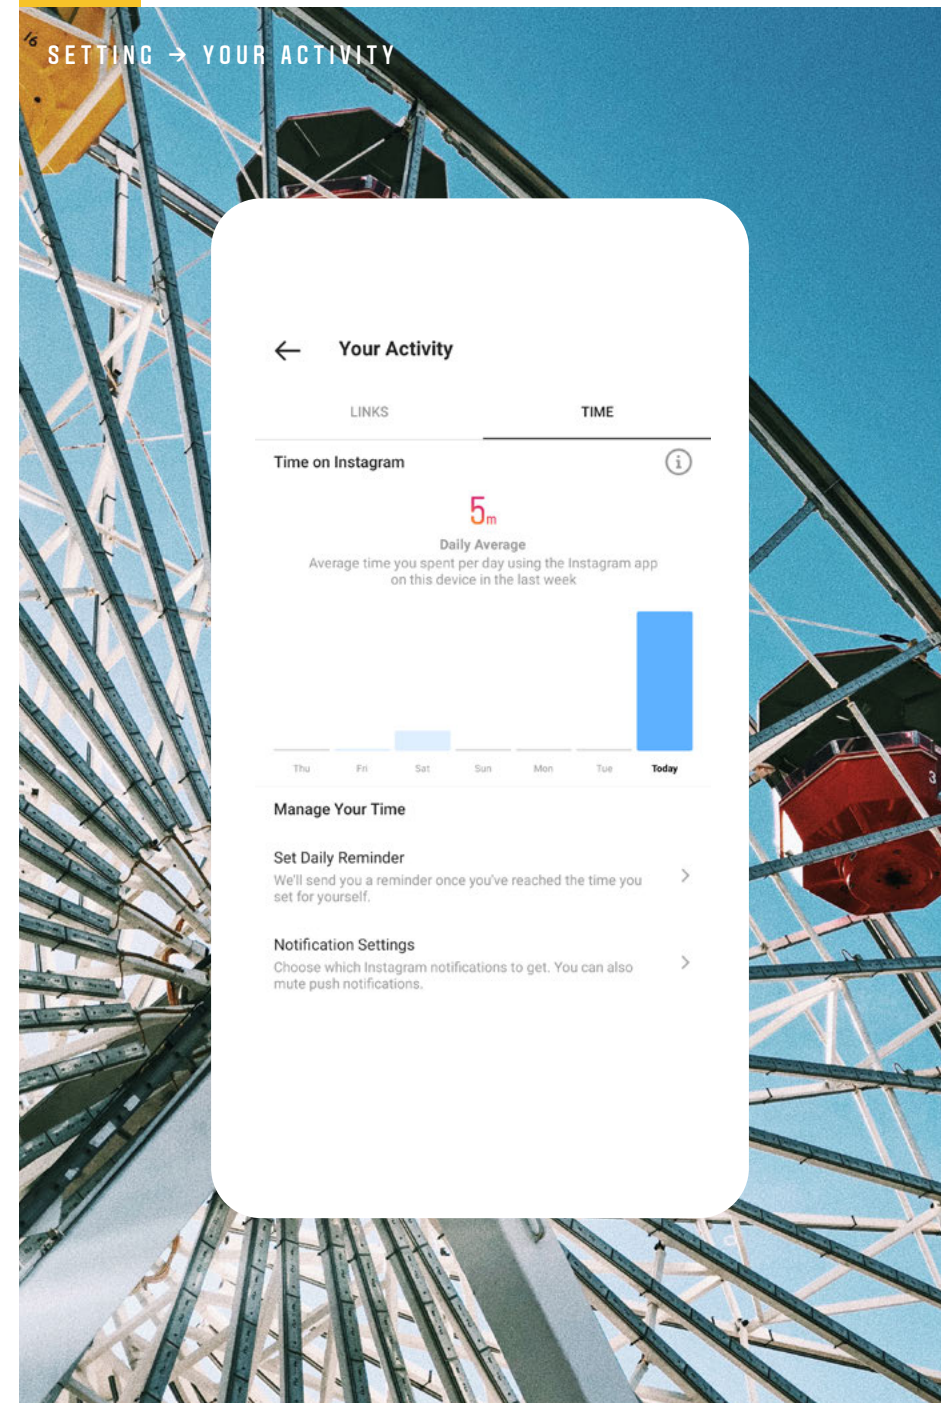 16
SETTING → YOUR ACTIVITY
← Your Activity
LINKS TIME
Time on Instagram
5m
Daily Average
Average time you spent per day using the Instagram app
on this device in the last week
Thu Fri Sat Sun Mon Tue Today
Manage Your Time
Set Daily Reminder
We'll send you a reminder once you've reached the time you
set for yourself.
Notification Settings
Choose which Instagram notifications to get. You can also
mute push notifications.
3